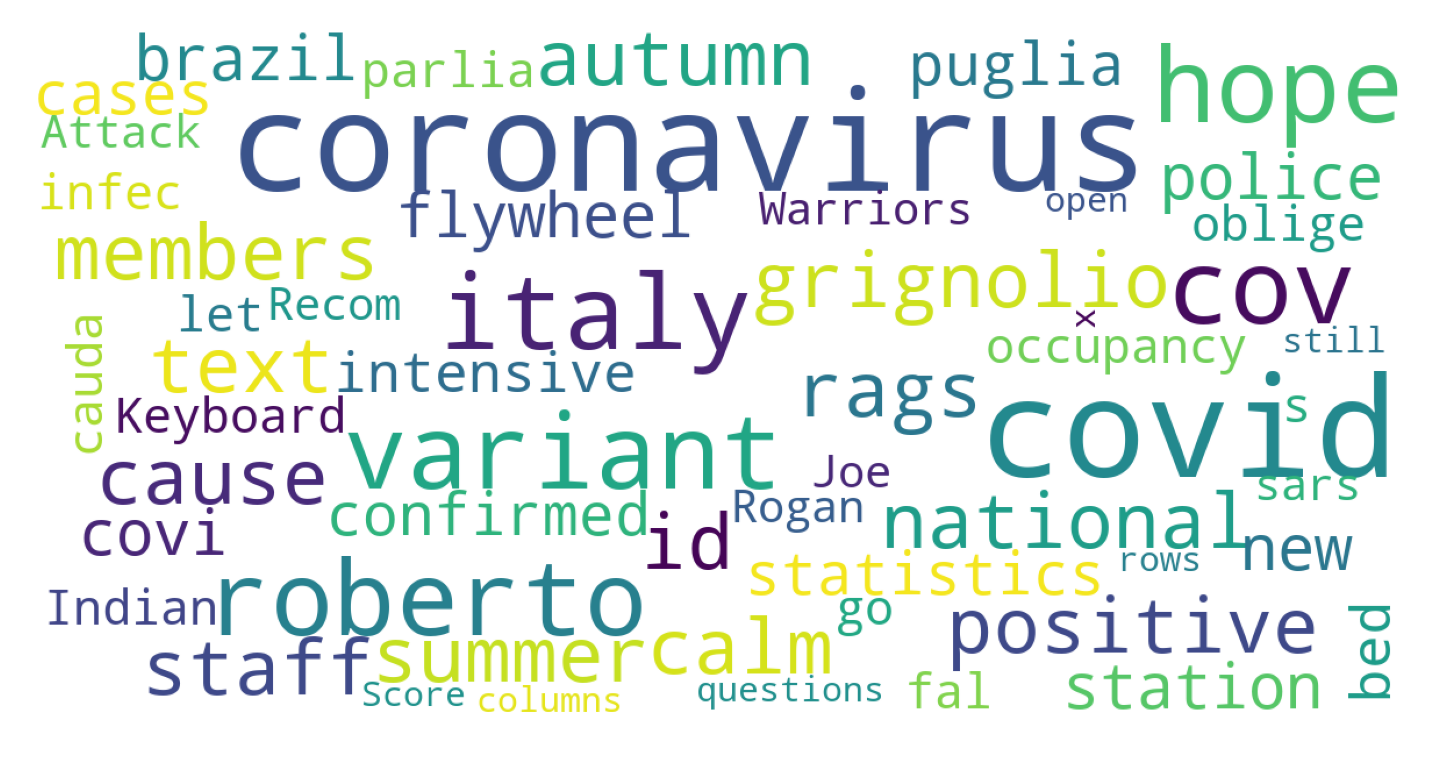 brazil
parlia
autumn
puglia
hope
cases
coronavirus
Attack
police
infec
flywheel
Warriors
open
oblige
members
italy
grignolio
cov
let
Recom
x
cauda
text
intensive
occupancy
still
rags
covid
s
Keyboard
variant
cause
Joe
sars
covi
confirmed
id
Rogan
national
new
Indian
roberto
statistics
rows
go
positive
bed
staff
summer
calm
Score
columns
questions
fal
station